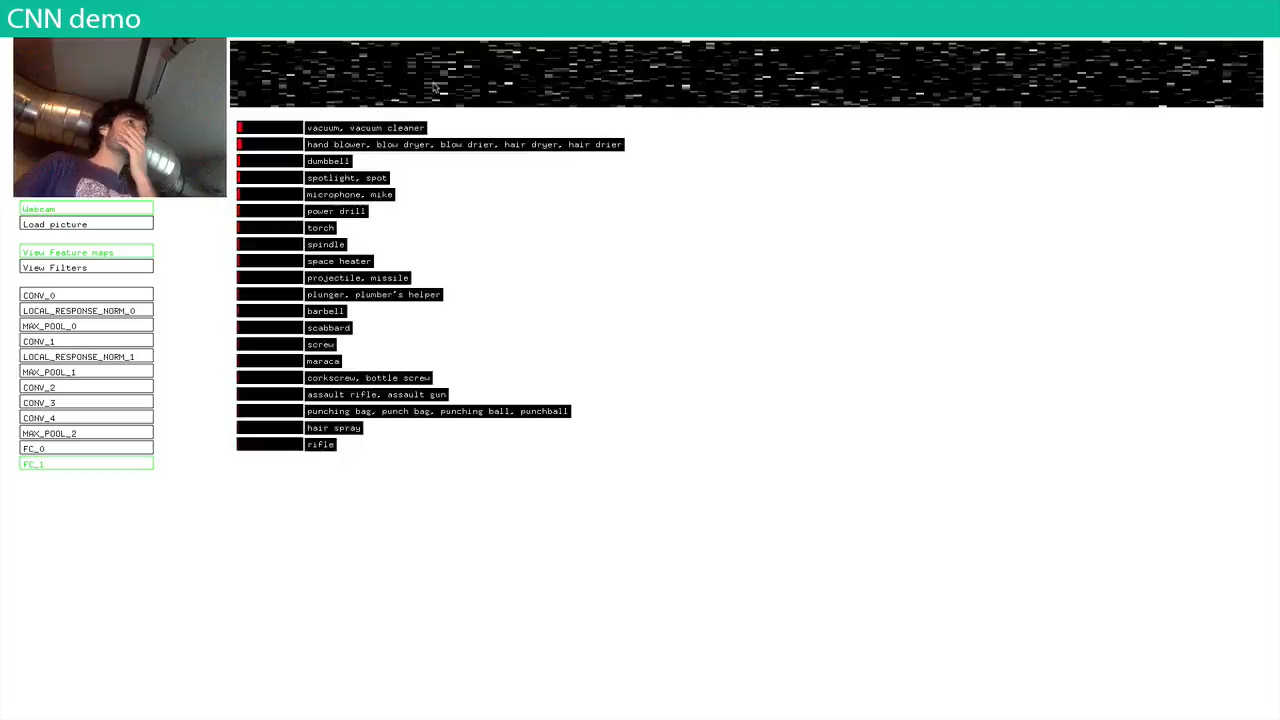 CNN demo
Webcam
Load picture
View Feature maps
View Filters
CONV_0
LOCAL_RESPONSE_NORM_0
MAX_POOL_0
CONV_1
LOCAL_RESPONSE_NORM_1
MAX_POOL_1
CONV_2
CONV_3
CONV_4
MAX_POOL_2
FC_0
FC_1
vacuum, vacuum cleaner
hand blower, blow dryer, blow drier, hair dryer, hair drier
dumbbell
spotlight, spot
microphone, mike
power drill
torch
spindle
space heater
projectile, missile
plunger, plumber's helper
barbell
scabbard
screw
maraca
corkscrew, bottle screw
assault rifle, assault gun
punching bag, punch bag, punching ball, punchball
hair spray
rifle